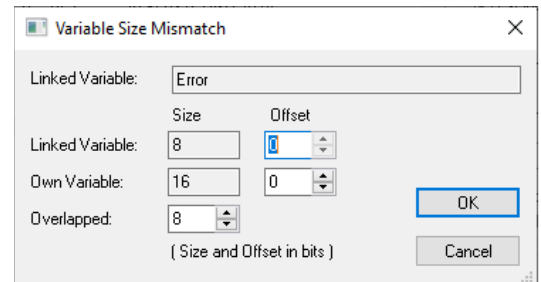 Variable Size Mismatch
Linked Variable: Error
Size Offset
Linked Variable: 8 0
Own Variable: 16 0
OK
Overlapped: 8
( Size and Offset in bits ) Cancel